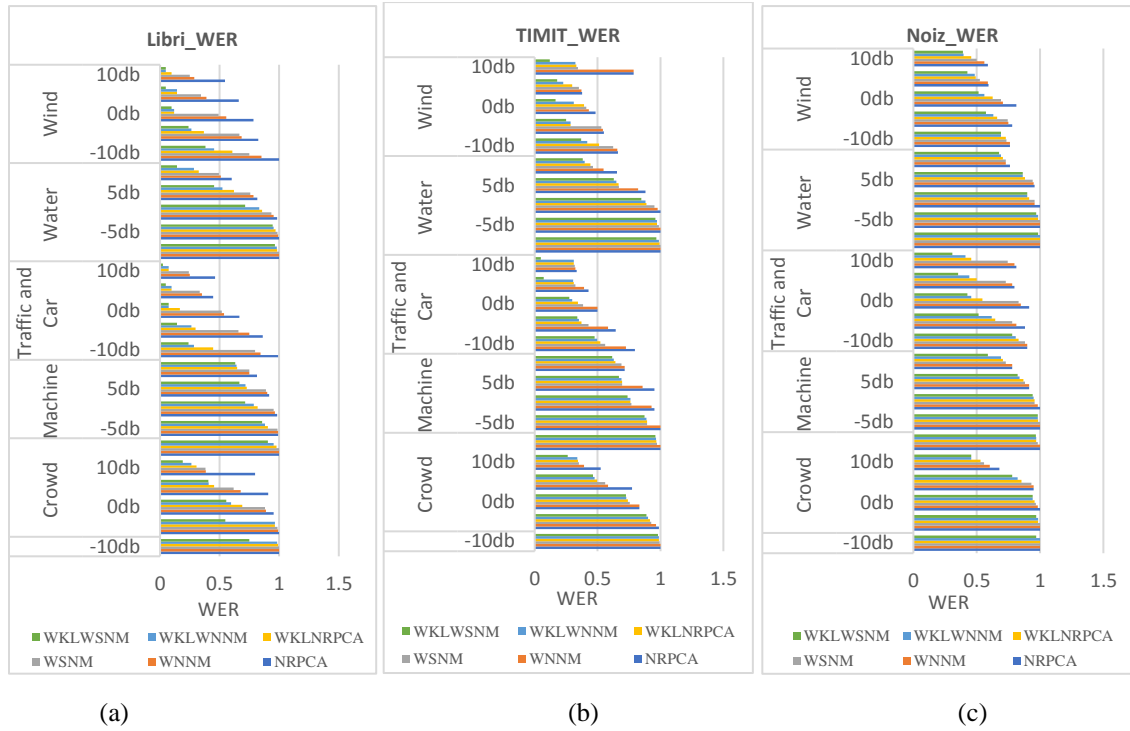 Libri_WER
Wind
10db
0db
-10db
Water
5db
-5db
Traffic and
Car
10db
0db
-10db
Machine
5db
-5db
Crowd
10db
0db
-10db
0 0.5 1 1.5
WER
WKLWSNM WKLWNNM WKLNRPCA
WSNM WNNM NRPCA
(a)
TIMIT_WER
Wind
10db
0db
-10db
Water
5db
-5db
Traffic and
Car
10db
0db
-10db
Machine
5db
-5db
Crowd
10db
0db
-10db
0 0.5 1 1.5
WER
WKLWSNM WKLWNNM WKLNRPCA
WSNM WNNM NRPCA
(b)
Noiz_WER
Wind
10db
0db
-10db
Water
5db
-5db
Traffic and
Car
10db
0db
-10db
Machine
5db
-5db
Crowd
10db
0db
-10db
0 0.5 1 1.5
WER
WKLWSNM WKLWNNM WKLNRPCA
WSNM WNNM NRPCA
(c)